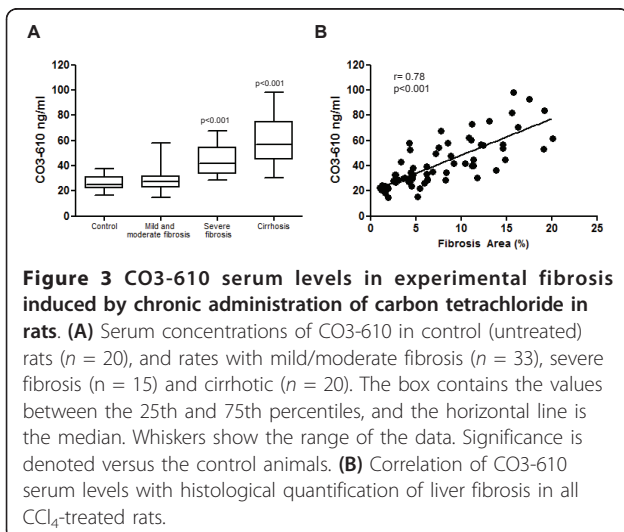 A
B
120
100
80
60
40
20
0
CO3-610 ng/ml
p<0.001
p<0.001
Control
Mild and
moderate fibrosis
Severe
fibrosis
Cirrhosis
120
100
80
60
40
20
0
CO3-610 ng/ml
r= 0.78
p<0.001
0
5
10
15
20
25
Fibrosis Area (%)
Figure 3 CO3-610 serum levels in experimental fibrosis
induced by chronic administration of carbon tetrachloride in
rats. (A) Serum concentrations of CO3-610 in control (untreated)
rats (n = 20), and rates with mild/moderate fibrosis (n = 33), severe
fibrosis (n = 15) and cirrhotic (n = 20). The box contains the values
between the 25th and 75th percentiles, and the horizontal line is
the median. Whiskers show the range of the data. Significance is
denoted versus the control animals. (B) Correlation of CO3-610
serum levels with histological quantification of liver fibrosis in all
CCl₄-treated rats.